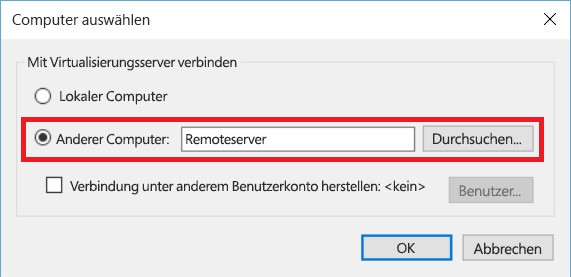 Computer auswählen
Mit Virtualisierungsserver verbinden
Lokaler Computer
Anderer Computer: Remoteserver Durchsuchen...
Verbindung unter anderem Benutzerkonto herstellen: <kein> Benutzer...
OK Abbrechen